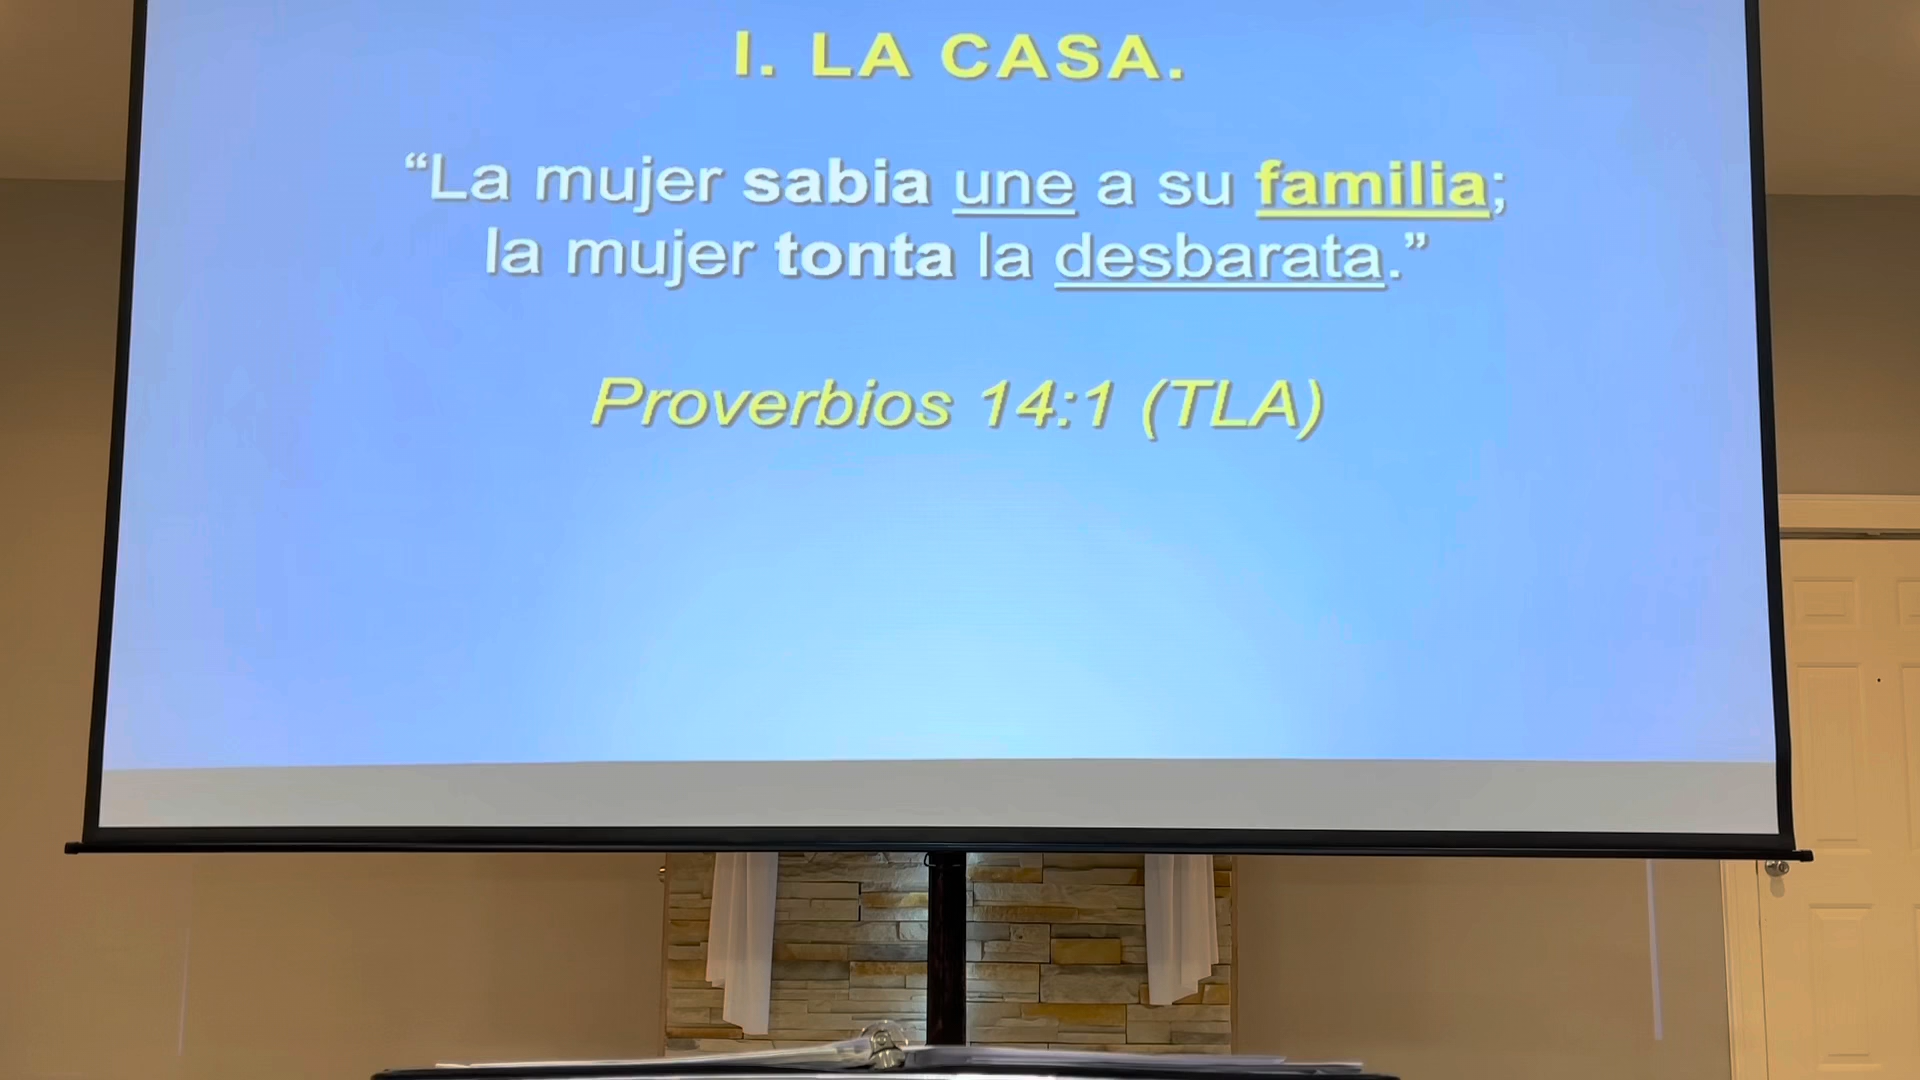 I. LA CASA.
“La mujer sabia une a su familia;
la mujer tonta la desbarata.”
Proverbios 14:1 (TLA)